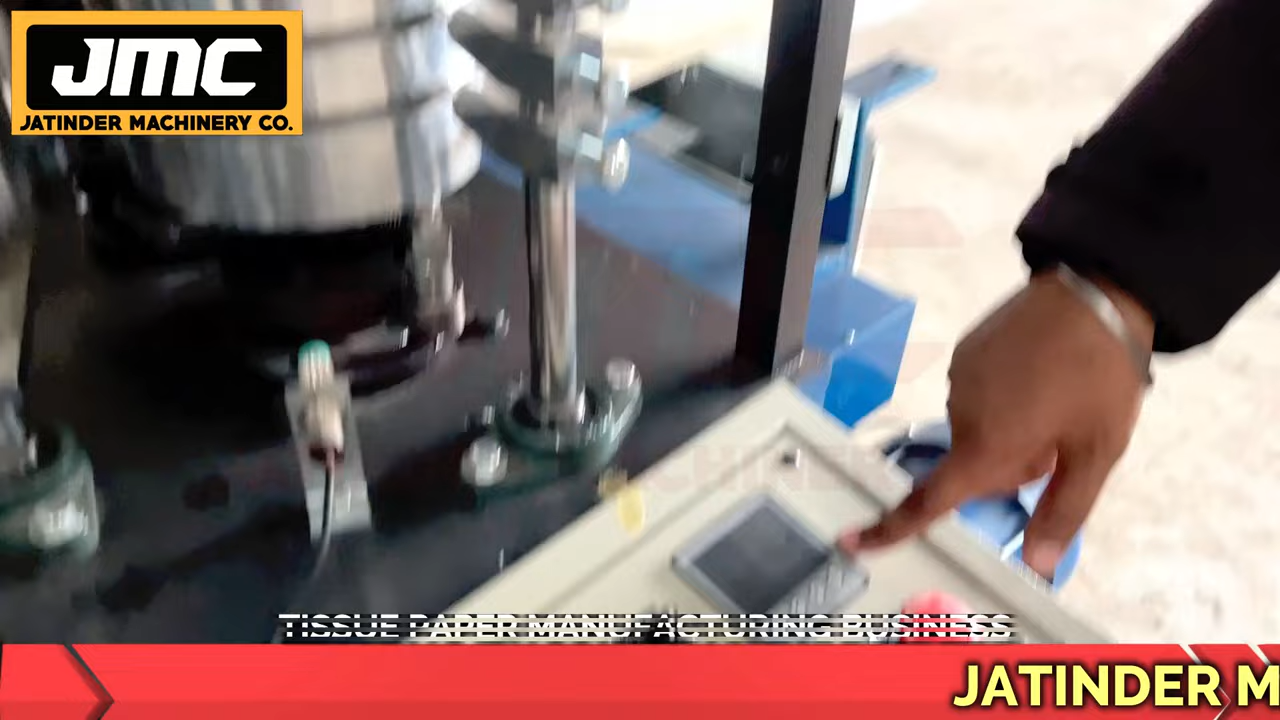 JMC
JATINDER MACHINERY CO.
TISSUE PAPER MANUFACTURING BUSINESS
JATINDER M